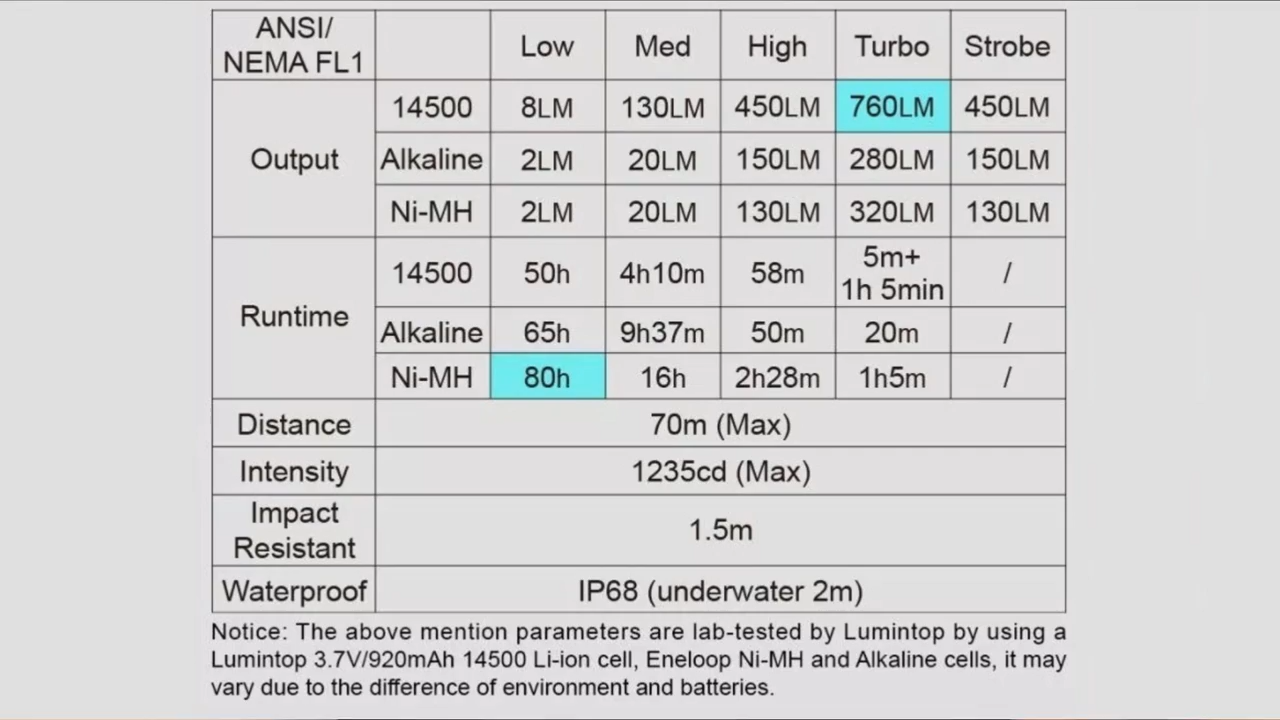 ANSI/
NEMA FL1
Low Med High Turbo Strobe
Output
14500 8LM 130LM 450LM 760LM 450LM
Alkaline 2LM 20LM 150LM 280LM 150LM
Ni-MH 2LM 20LM 130LM 320LM 130LM
Runtime
14500 50h 4h10m 58m 5m+
1h 5min /
Alkaline 65h 9h37m 50m 20m /
Ni-MH 80h 16h 2h28m 1h5m /
Distance 70m (Max)
Intensity 1235cd (Max)
Impact
Resistant 1.5m
Waterproof IP68 (underwater 2m)
Notice: The above mention parameters are lab-tested by Lumintop by using a
Lumintop 3.7V/920mAh 14500 Li-ion cell, Eneloop Ni-MH and Alkaline cells, it may
vary due to the difference of environment and batteries.